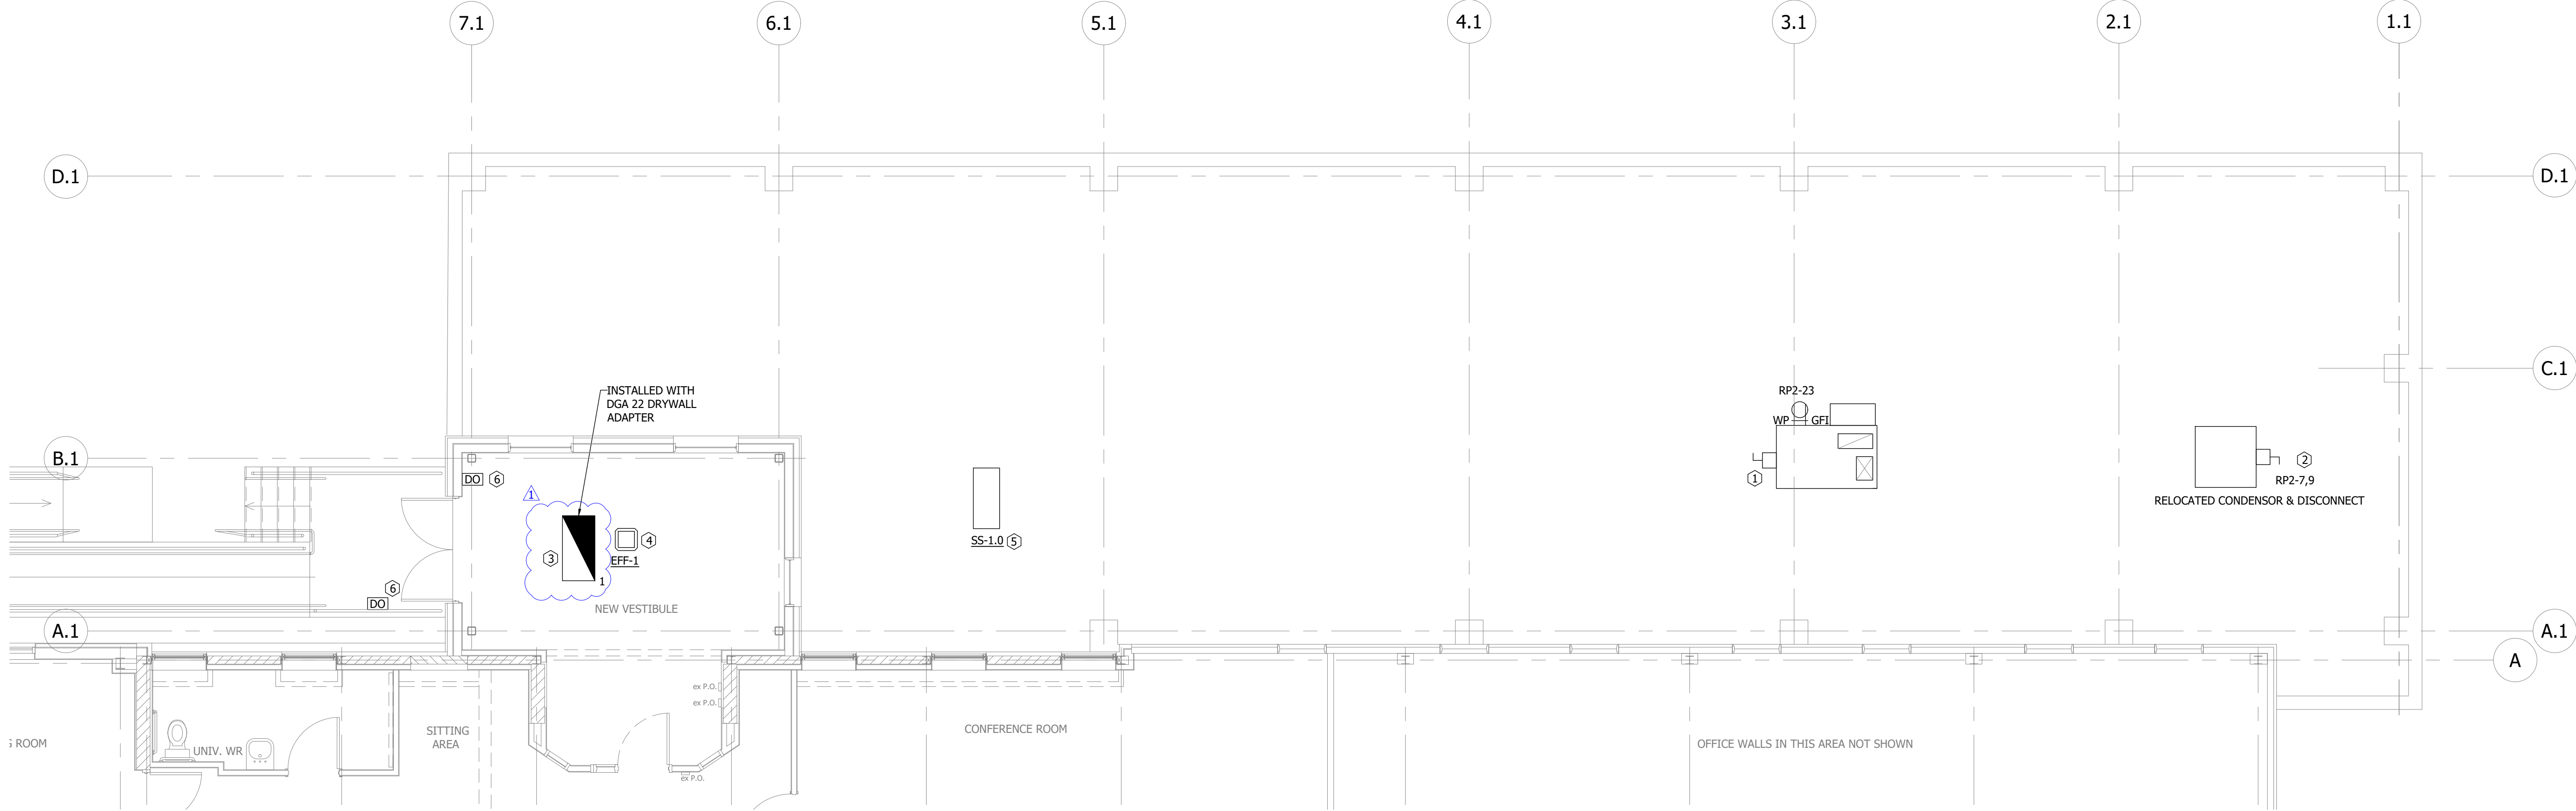 7.1
6.1
5.1
4.1
3.1
2.1
1.1
D.1
D.1
C.1
INSTALLED WITH
DGA 22 DRYWALL
ADAPTER
RP2-23
WP
GFI
B.1
DO
6
1
2
RP2-7,9
1
RELOCATED CONDENSOR & DISCONNECT
4
SS-1.0
5
3
EFF-1
1
6
DO
NEW VESTIBULE
A.1
A.1
A
ex P.O.
ex P.O.
SITTING
AREA
CONFERENCE ROOM
G ROOM
UNIV. WR
OFFICE WALLS IN THIS AREA NOT SHOWN
ex P.O.